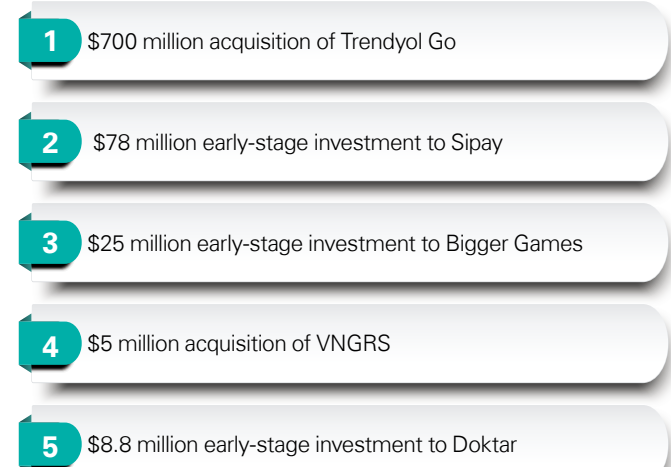 1 $700 million acquisition of Trendyol Go
2 $78 million early-stage investment to Sipay
3 $25 million early-stage investment to Bigger Games
4 $5 million acquisition of VNGRS
5 $8.8 million early-stage investment to Doktar